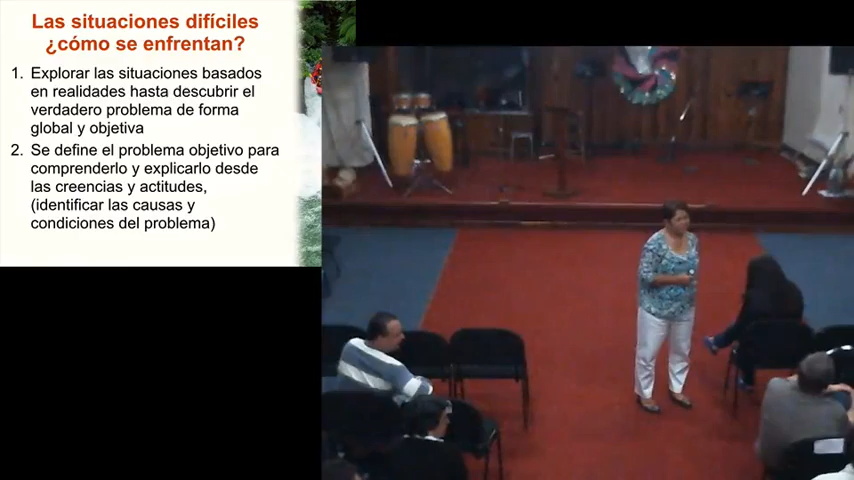 Las situaciones difíciles
¿cómo se enfrentan?
1. Explorar las situaciones basados
en realidades hasta descubrir el
verdadero problema de forma
global y objetiva
2. Se define el problema objetivo para
comprenderlo y explicarlo desde
las creencias y actitudes,
(identificar las causas y
condiciones del problema)